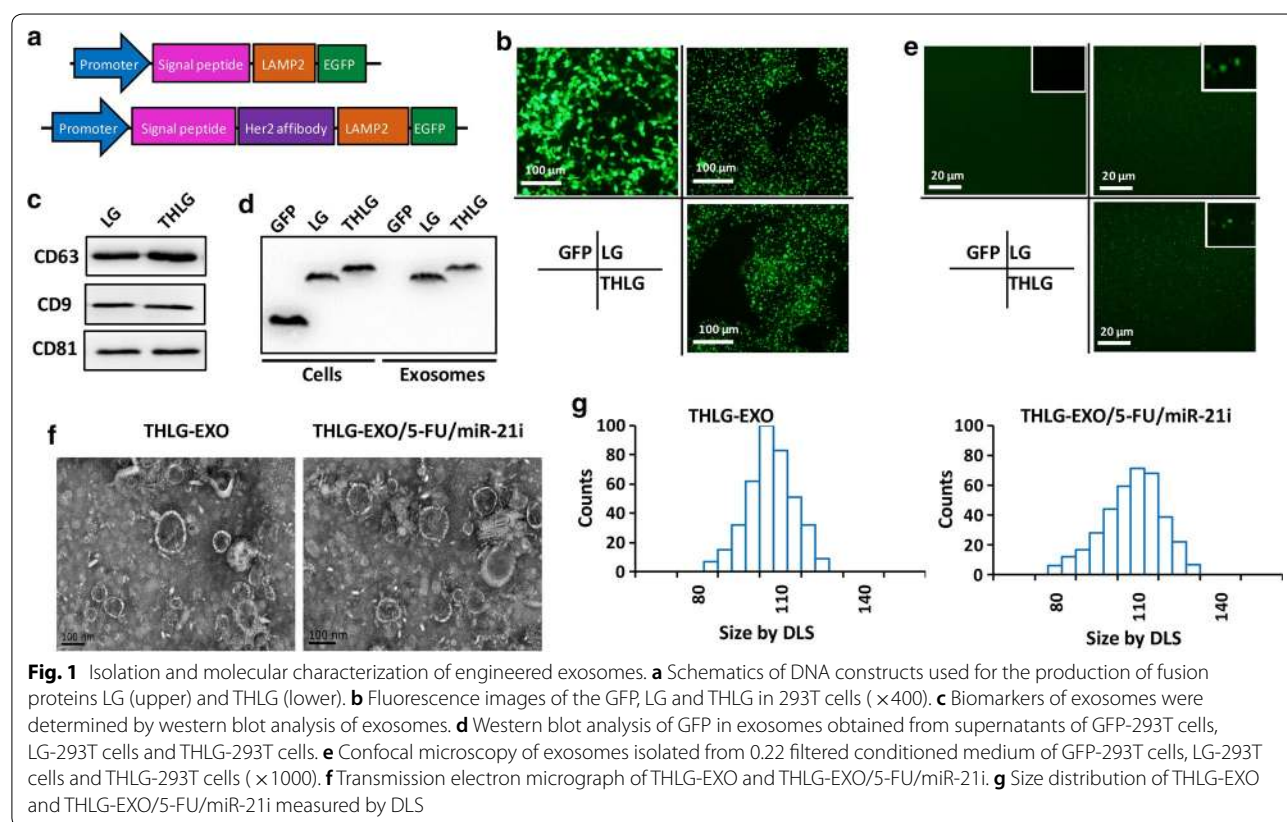 a
Promoter Signal peptide LAMP2 EGFP
Promoter Signal peptide Her2 affibody LAMP2 EGFP
b
100 µm
100 µm
GFP LG
THLG
100 µm
c
LG THLG
CD63
CD9
CD81
d
GFP LG THLG GFP LG THLG
Cells Exosomes
e
20 µm
20 µm
GFP LG
THLG
20 µm
f
THLG-EXO THLG-EXO/5-FU/miR-21i
100 nm
100 nm
g
THLG-EXO
100
80
60
40
20
0
Counts
80 110 140
Size by DLS
THLG-EXO/5-FU/miR-21i
100
80
60
40
20
0
Counts
80 110 140
Size by DLS
Fig. 1 Isolation and molecular characterization of engineered exosomes. a Schematics of DNA constructs used for the production of fusion
proteins LG (upper) and THLG (lower). b Fluorescence images of the GFP, LG and THLG in 293T cells (×400). c Biomarkers of exosomes were
determined by western blot analysis of exosomes. d Western blot analysis of GFP in exosomes obtained from supernatants of GFP-293T cells,
LG-293T cells and THLG-293T cells. e Confocal microscopy of exosomes isolated from 0.22 filtered conditioned medium of GFP-293T cells, LG-293T
cells and THLG-293T cells (×1000). f Transmission electron micrograph of THLG-EXO and THLG-EXO/5-FU/miR-21i. g Size distribution of THLG-EXO
and THLG-EXO/5-FU/miR-21i measured by DLS